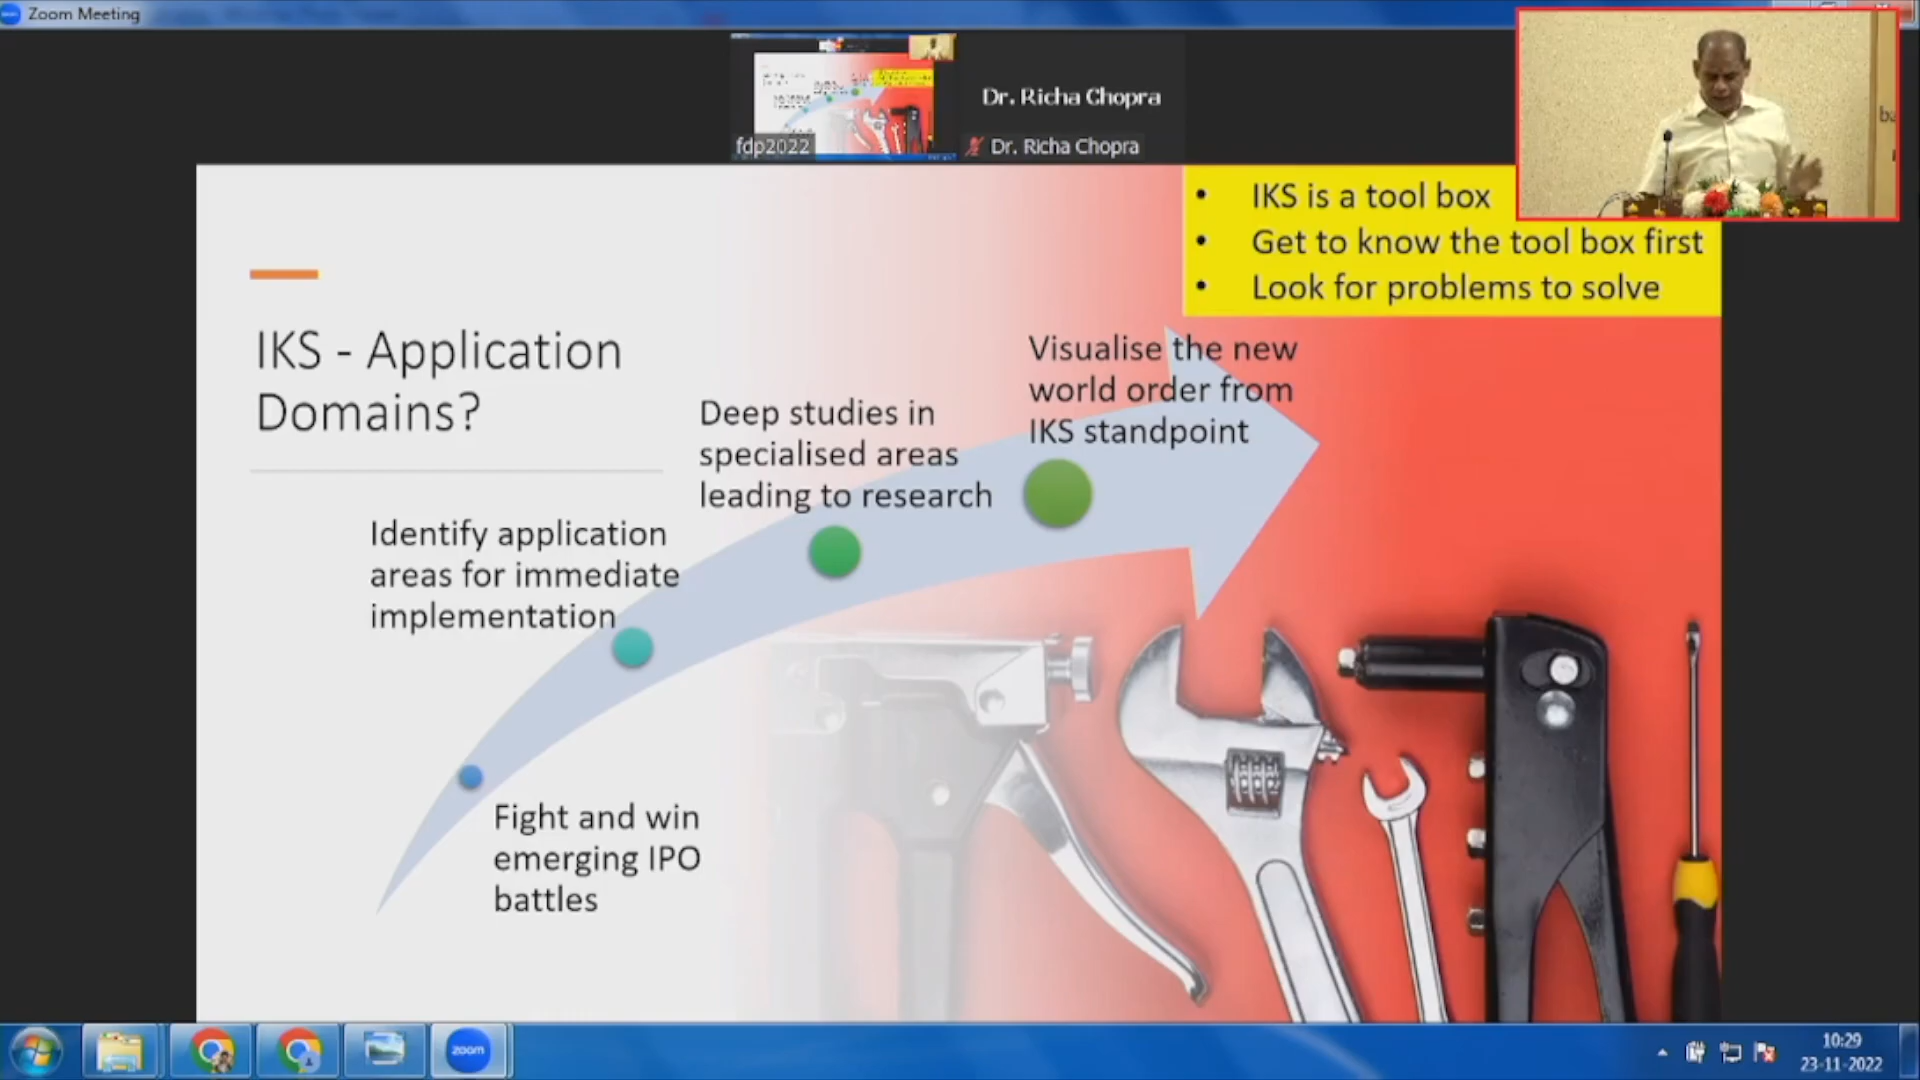 Zoom Meeting
fdp2022
Dr. Richa Chopra
Dr. Richa Chopra
• IKS is a tool box
• Get to know the tool box first
• Look for problems to solve
IKS - Application
Domains?
Visualise the new
world order from
IKS standpoint
Deep studies in
specialised areas
leading to research
Identify application
areas for immediate
implementation
Fight and win
emerging IPO
battles
zoom
10:29
23-11-2022